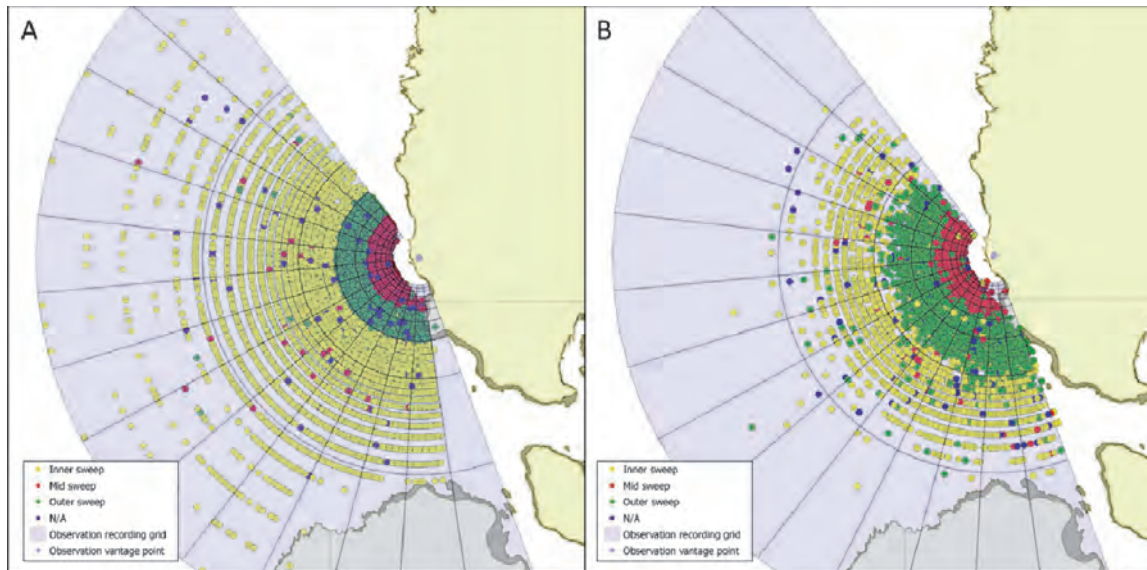 A
Inner sweep
Mid sweep
Outer sweep
N/A
Observation recording grid
Observation vantage point
B
Inner sweep
Mid sweep
Outer sweep
N/A
Observation recording grid
Observation vantage point